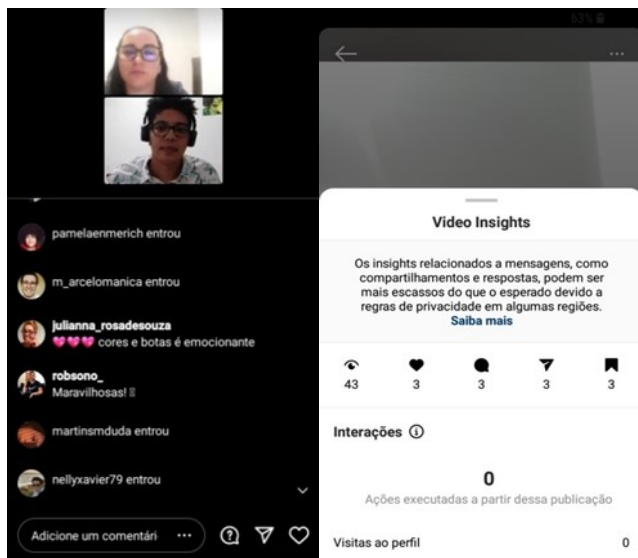 pamelaenmerich entrou
m_arcelomanica entrou
julianna_rosadesouza
💗💗💗 cores e botas é emocionante
robsono_
Maravilhosas!
martinsmduda entrou
nellyxavier79 entrou
Adicione um comentári
63%
Video Insights
Os insights relacionados a mensagens, como
compartilhamentos e respostas, podem ser
mais escassos do que o esperado devido a
regras de privacidade em algumas regiões.
Saiba mais
43 3 3 3 3
Interações
0
Ações executadas a partir dessa publicação
Visitas ao perfil 0